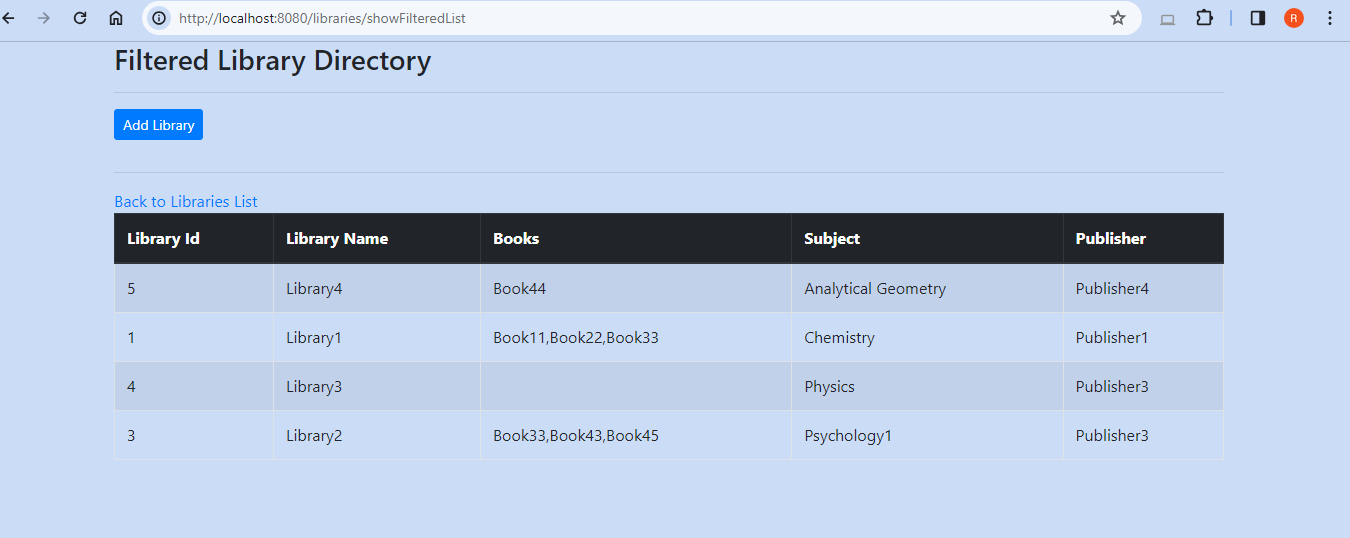 http://localhost:8080/libraries/showFilteredList
R
Filtered Library Directory
Add Library
Back to Libraries List
Library Id Library Name Books Subject Publisher
5 Library4 Book44 Analytical Geometry Publisher4
1 Library1 Book11,Book22,Book33 Chemistry Publisher1
4 Library3 Physics Publisher3
3 Library2 Book33,Book43,Book45 Psychology1 Publisher3